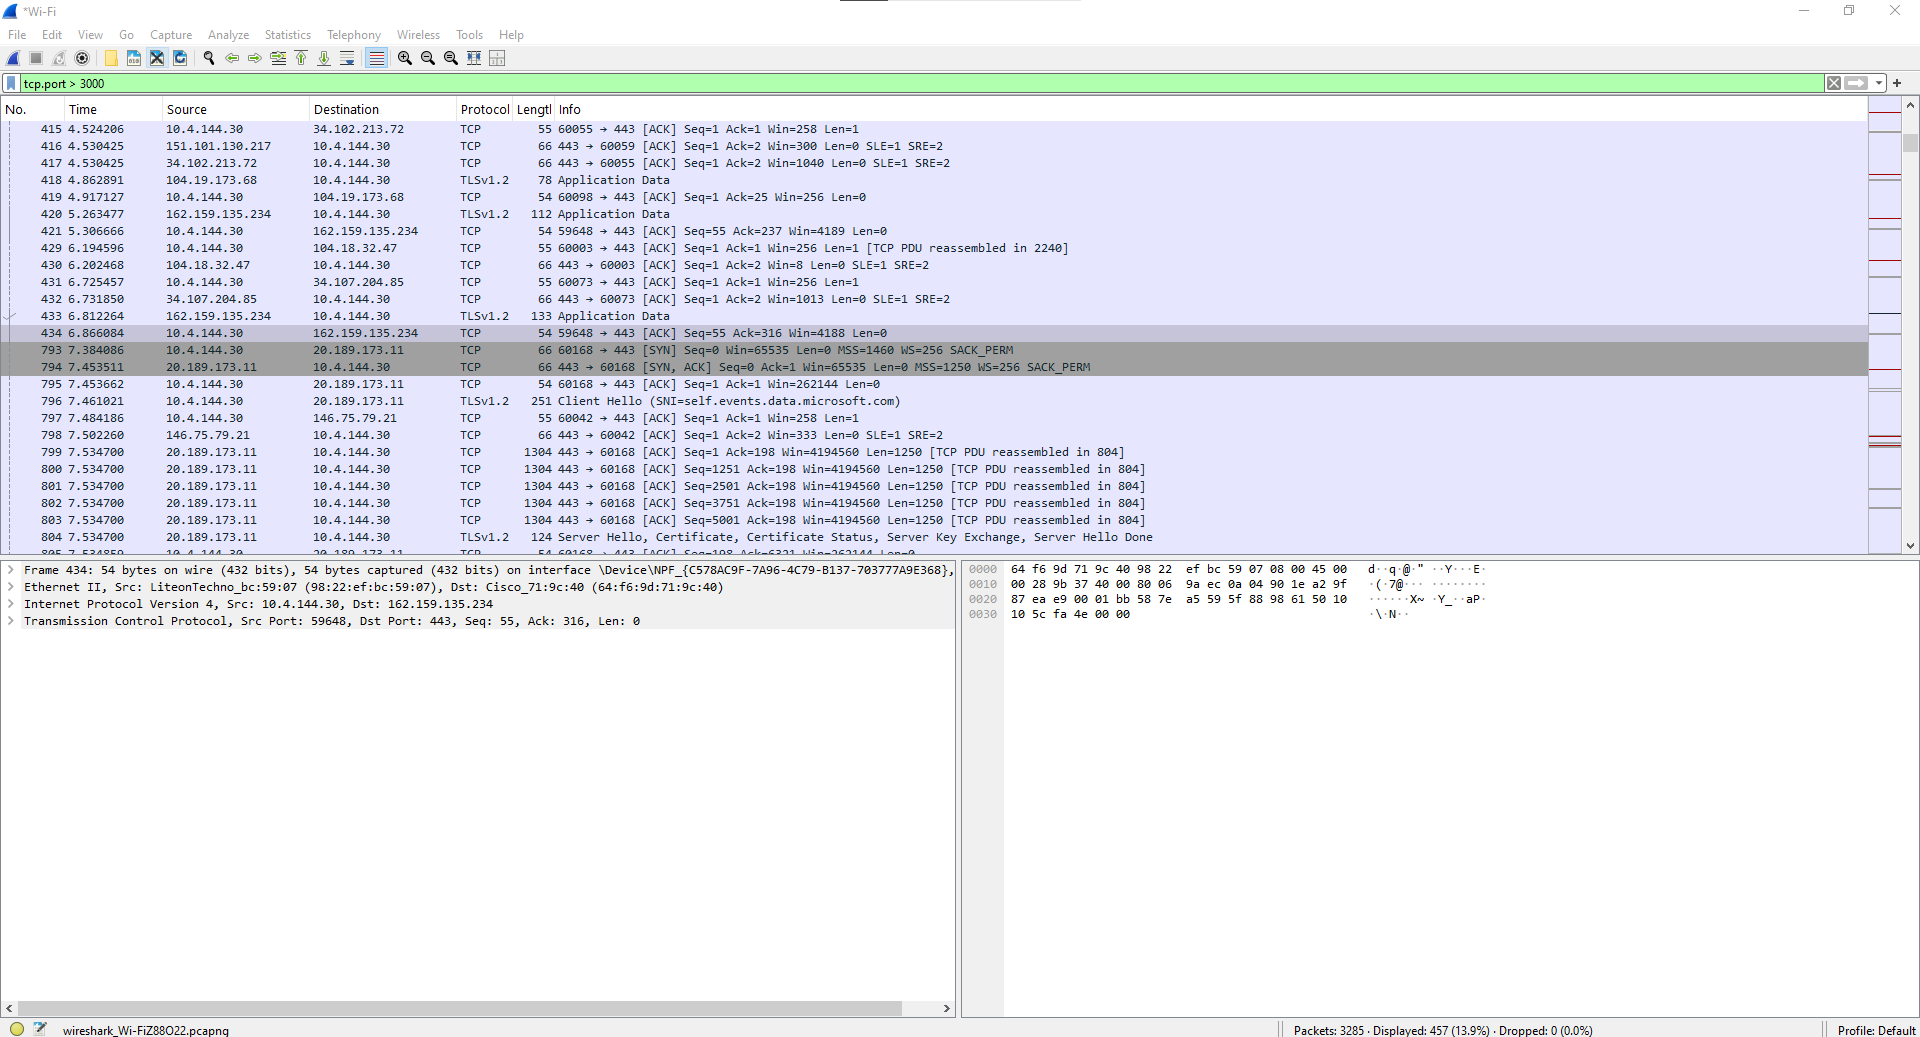 *Wi-Fi
File Edit View Go Capture Analyze Statistics Telephony Wireless Tools Help
tcp.port > 3000
No. Time Source Destination Protocol Lengtl Info
415 4.524206 10.4.144.30 34.102.213.72 TCP 55 60055 → 443 [ACK] Seq=1 Ack=1 Win=258 Len=1
416 4.530425 151.101.130.217 10.4.144.30 TCP 66 443 → 60059 [ACK] Seq=1 Ack=2 Win=300 Len=0 SLE=1 SRE=2
417 4.530425 34.102.213.72 10.4.144.30 TCP 66 443 → 60055 [ACK] Seq=1 Ack=2 Win=1040 Len=0 SLE=1 SRE=2
418 4.862891 104.19.173.68 10.4.144.30 TLSv1.2 78 Application Data
419 4.917127 10.4.144.30 104.19.173.68 TCP 54 60098 → 443 [ACK] Seq=1 Ack=25 Win=256 Len=0
420 5.263477 162.159.135.234 10.4.144.30 TLSv1.2 112 Application Data
421 5.306666 10.4.144.30 162.159.135.234 TCP 54 59648 → 443 [ACK] Seq=55 Ack=237 Win=4189 Len=0
429 6.194596 10.4.144.30 104.18.32.47 TCP 55 60003 → 443 [ACK] Seq=1 Ack=1 Win=256 Len=1 [TCP PDU reassembled in 2240]
430 6.202468 104.18.32.47 10.4.144.30 TCP 66 443 → 60003 [ACK] Seq=1 Ack=2 Win=8 Len=0 SLE=1 SRE=2
431 6.725457 10.4.144.30 34.107.204.85 TCP 55 60073 → 443 [ACK] Seq=1 Ack=1 Win=256 Len=1
432 6.731850 34.107.204.85 10.4.144.30 TCP 66 443 → 60073 [ACK] Seq=1 Ack=2 Win=1013 Len=0 SLE=1 SRE=2
433 6.812264 162.159.135.234 10.4.144.30 TLSv1.2 133 Application Data
434 6.866084 10.4.144.30 162.159.135.234 TCP 54 59648 → 443 [ACK] Seq=55 Ack=316 Win=4188 Len=0
793 7.384086 10.4.144.30 20.189.173.11 TCP 66 60168 → 443 [SYN] Seq=0 Win=65535 Len=0 MSS=1460 WS=256 SACK_PERM
794 7.453511 20.189.173.11 10.4.144.30 TCP 66 443 → 60168 [SYN, ACK] Seq=0 Ack=1 Win=65535 Len=0 MSS=1250 WS=256 SACK_PERM
795 7.453662 10.4.144.30 20.189.173.11 TCP 54 60168 → 443 [ACK] Seq=1 Ack=1 Win=262144 Len=0
796 7.461021 10.4.144.30 20.189.173.11 TLSv1.2 251 Client Hello (SNI=self.events.data.microsoft.com)
797 7.484186 10.4.144.30 146.75.79.21 TCP 55 60042 → 443 [ACK] Seq=1 Ack=1 Win=258 Len=1
798 7.502260 146.75.79.21 10.4.144.30 TCP 66 443 → 60042 [ACK] Seq=1 Ack=2 Win=333 Len=0 SLE=1 SRE=2
799 7.534700 20.189.173.11 10.4.144.30 TCP 1304 443 → 60168 [ACK] Seq=1 Ack=198 Win=4194560 Len=1250 [TCP PDU reassembled in 804]
800 7.534700 20.189.173.11 10.4.144.30 TCP 1304 443 → 60168 [ACK] Seq=1251 Ack=198 Win=4194560 Len=1250 [TCP PDU reassembled in 804]
801 7.534700 20.189.173.11 10.4.144.30 TCP 1304 443 → 60168 [ACK] Seq=2501 Ack=198 Win=4194560 Len=1250 [TCP PDU reassembled in 804]
802 7.534700 20.189.173.11 10.4.144.30 TCP 1304 443 → 60168 [ACK] Seq=3751 Ack=198 Win=4194560 Len=1250 [TCP PDU reassembled in 804]
803 7.534700 20.189.173.11 10.4.144.30 TCP 1304 443 → 60168 [ACK] Seq=5001 Ack=198 Win=4194560 Len=1250 [TCP PDU reassembled in 804]
804 7.534700 20.189.173.11 10.4.144.30 TLSv1.2 124 Server Hello, Certificate, Certificate Status, Server Key Exchange, Server Hello Done
805 7.534859 10.4.144.30 20.189.173.11 TCP 54 60168 → 443 [ACK] Seq=198 Ack=6321 Win=262144 Len=0
Frame 434: 54 bytes on wire (432 bits), 54 bytes captured (432 bits) on interface \Device\NPF_{C578AC9F-7A96-4C79-B137-703777A9E368},
Ethernet II, Src: LiteonTechno_bc:59:07 (98:22:ef:bc:59:07), Dst: Cisco_71:9c:40 (64:f6:9d:71:9c:40)
Internet Protocol Version 4, Src: 10.4.144.30, Dst: 162.159.135.234
Transmission Control Protocol, Src Port: 59648, Dst Port: 443, Seq: 55, Ack: 316, Len: 0
0000 64 f6 9d 71 9c 40 98 22 ef bc 59 07 08 00 45 00 d··q·@·" ··Y···E·
0010 00 28 9b 37 40 00 80 06 9a ec 0a 04 90 1e a2 9f ·(·7@··· ········
0020 87 ea e9 00 01 bb 58 7e a5 59 5f 88 98 61 50 10 ······X~ ·Y_··aP·
0030 10 5c fa 4e 00 00 ·\·N··
wireshark_Wi-FiZ88O22.pcapng
Packets: 3285 · Displayed: 457 (13.9%) · Dropped: 0 (0.0%)
Profile: Default